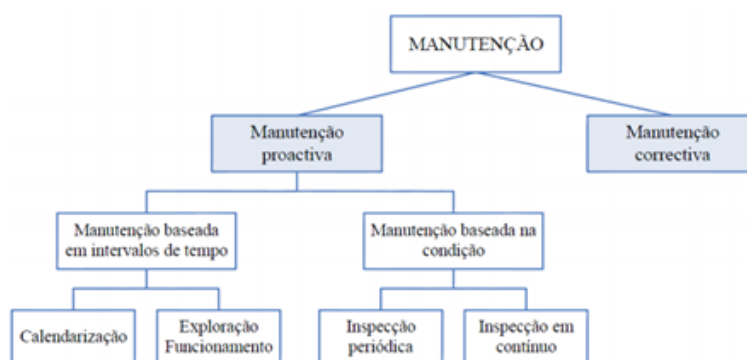 MANUTENÇÃO
Manutenção
proactiva
Manutenção
correctiva
Manutenção baseada
em intervalos de tempo
Manutenção baseada na
condição
Calendarização
Exploração
Funcionamento
Inspecção
periódica
Inspecção em
contínuo